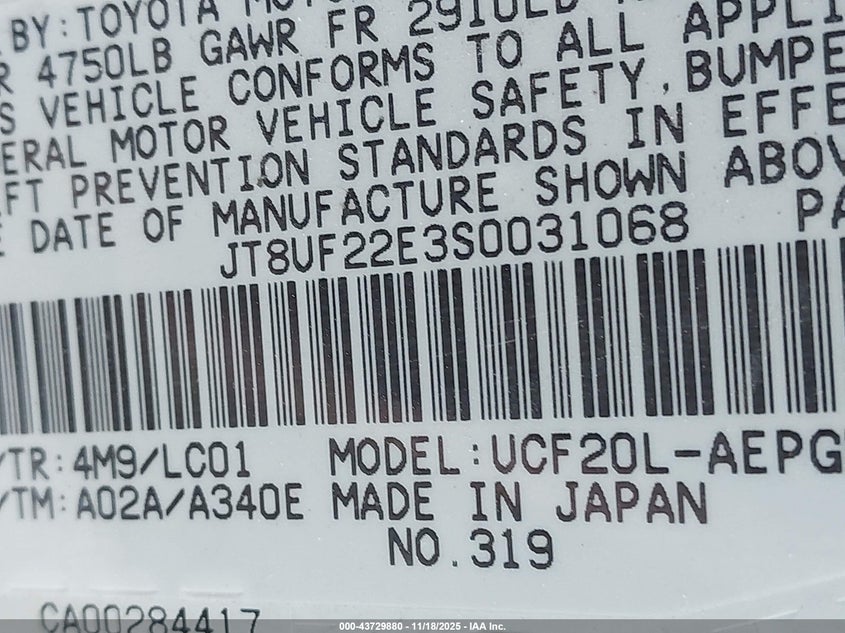 BY:TOYOTA MOT
4750LB GAWR FR 2910LB
S VEHICLE CONFORMS TO ALL APPLI
ERAL MOTOR VEHICLE SAFETY,BUMPE
FT PREVENTION STANDARDS IN EFFE
DATE OF MANUFACTURE SHOWN ABOV
JT8UF22E3S0031068 PA
/TR:4M9/LC01 MODEL:UCF20L-AEPG
/TM:A02A/A340E MADE IN JAPAN
NO.319
CA00284417
000-43729880 - 11/18/2025 - IAA Inc.